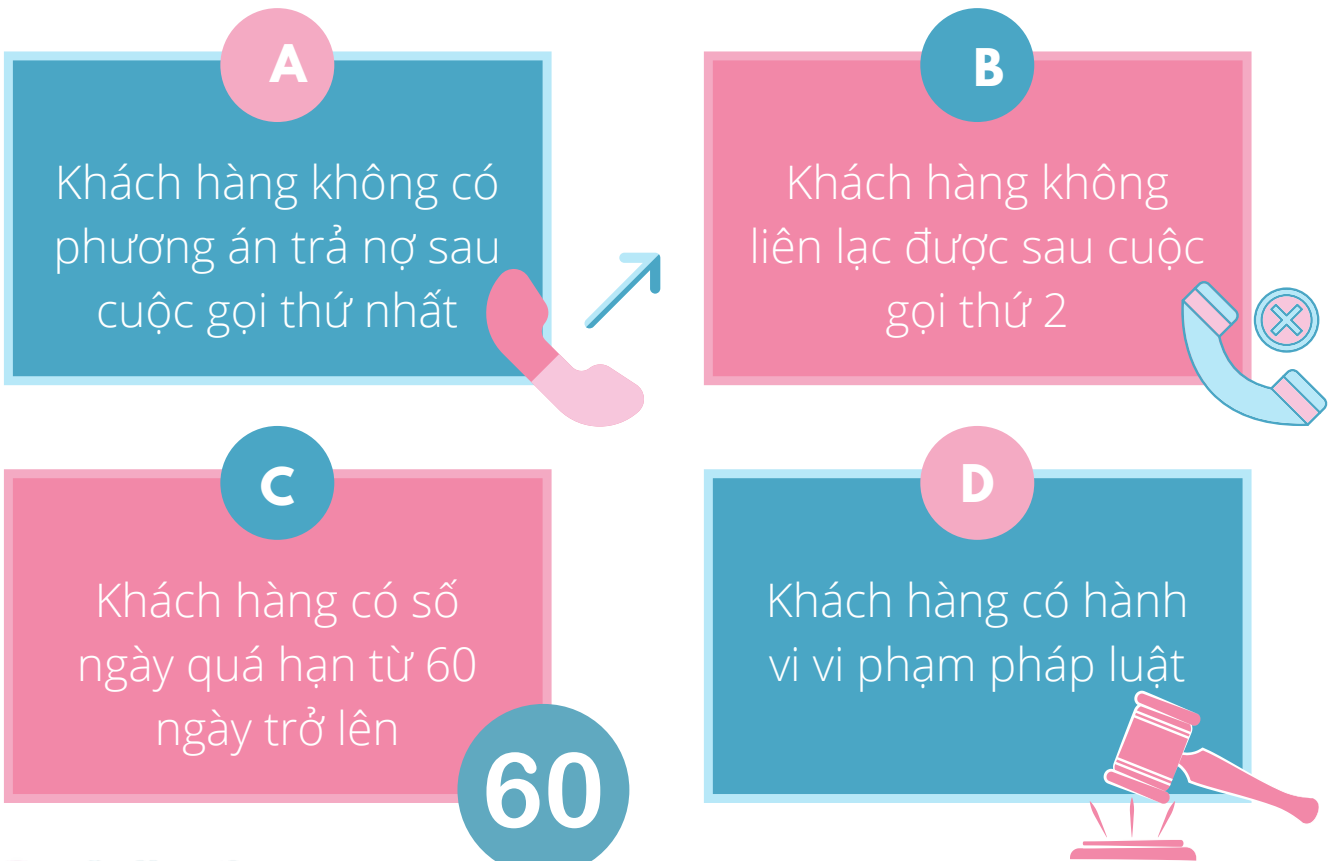 A
Khách hàng không có
phương án trả nợ sau
cuộc gọi thứ nhất
B
Khách hàng không
liên lạc được sau cuộc
gọi thứ 2
C
Khách hàng có số
ngày quá hạn từ 60
ngày trở lên
60
D
Khách hàng có hành
vi vi phạm pháp luật